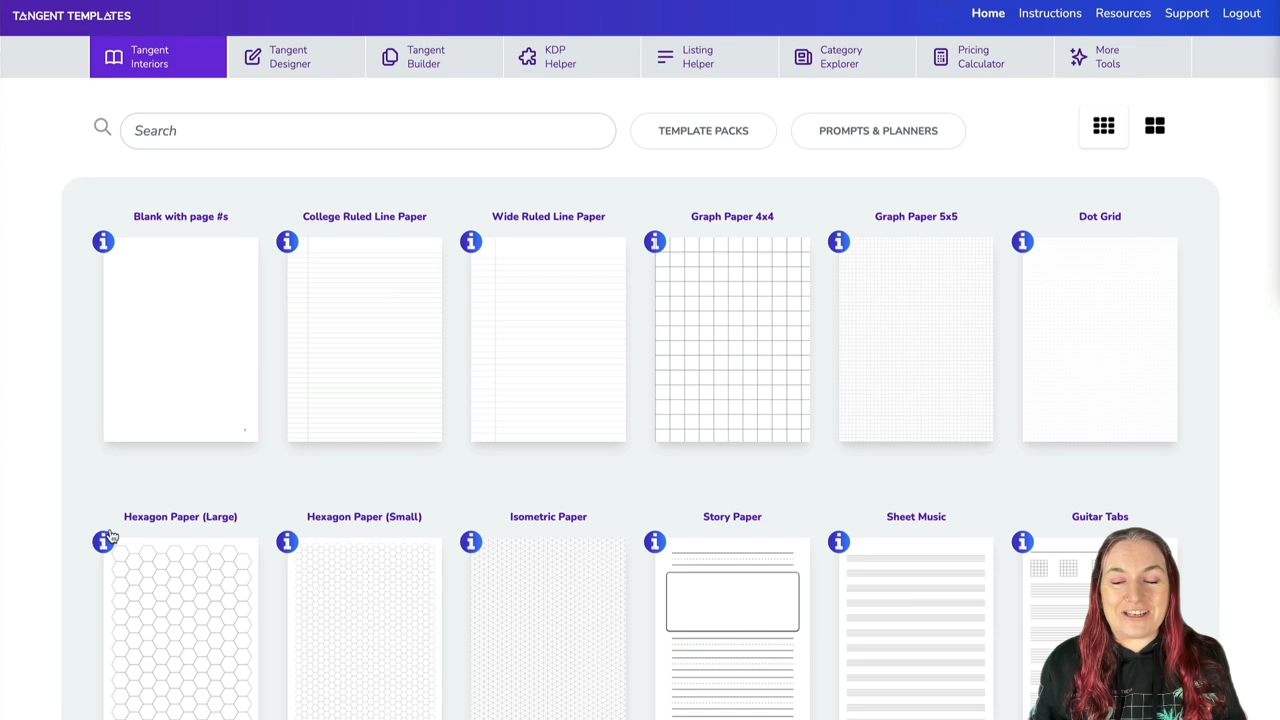 TANGENT TEMPLATES
Home Instructions Resources Support Logout
Tangent Interiors
Tangent Designer
Tangent Builder
KDP Helper
Listing Helper
Category Explorer
Pricing Calculator
More Tools
Search
TEMPLATE PACKS
PROMPTS & PLANNERS
Blank with page #s
College Ruled Line Paper
Wide Ruled Line Paper
Graph Paper 4x4
Graph Paper 5x5
Dot Grid
Hexagon Paper (Large)
Hexagon Paper (Small)
Isometric Paper
Story Paper
Sheet Music
Guitar Tabs